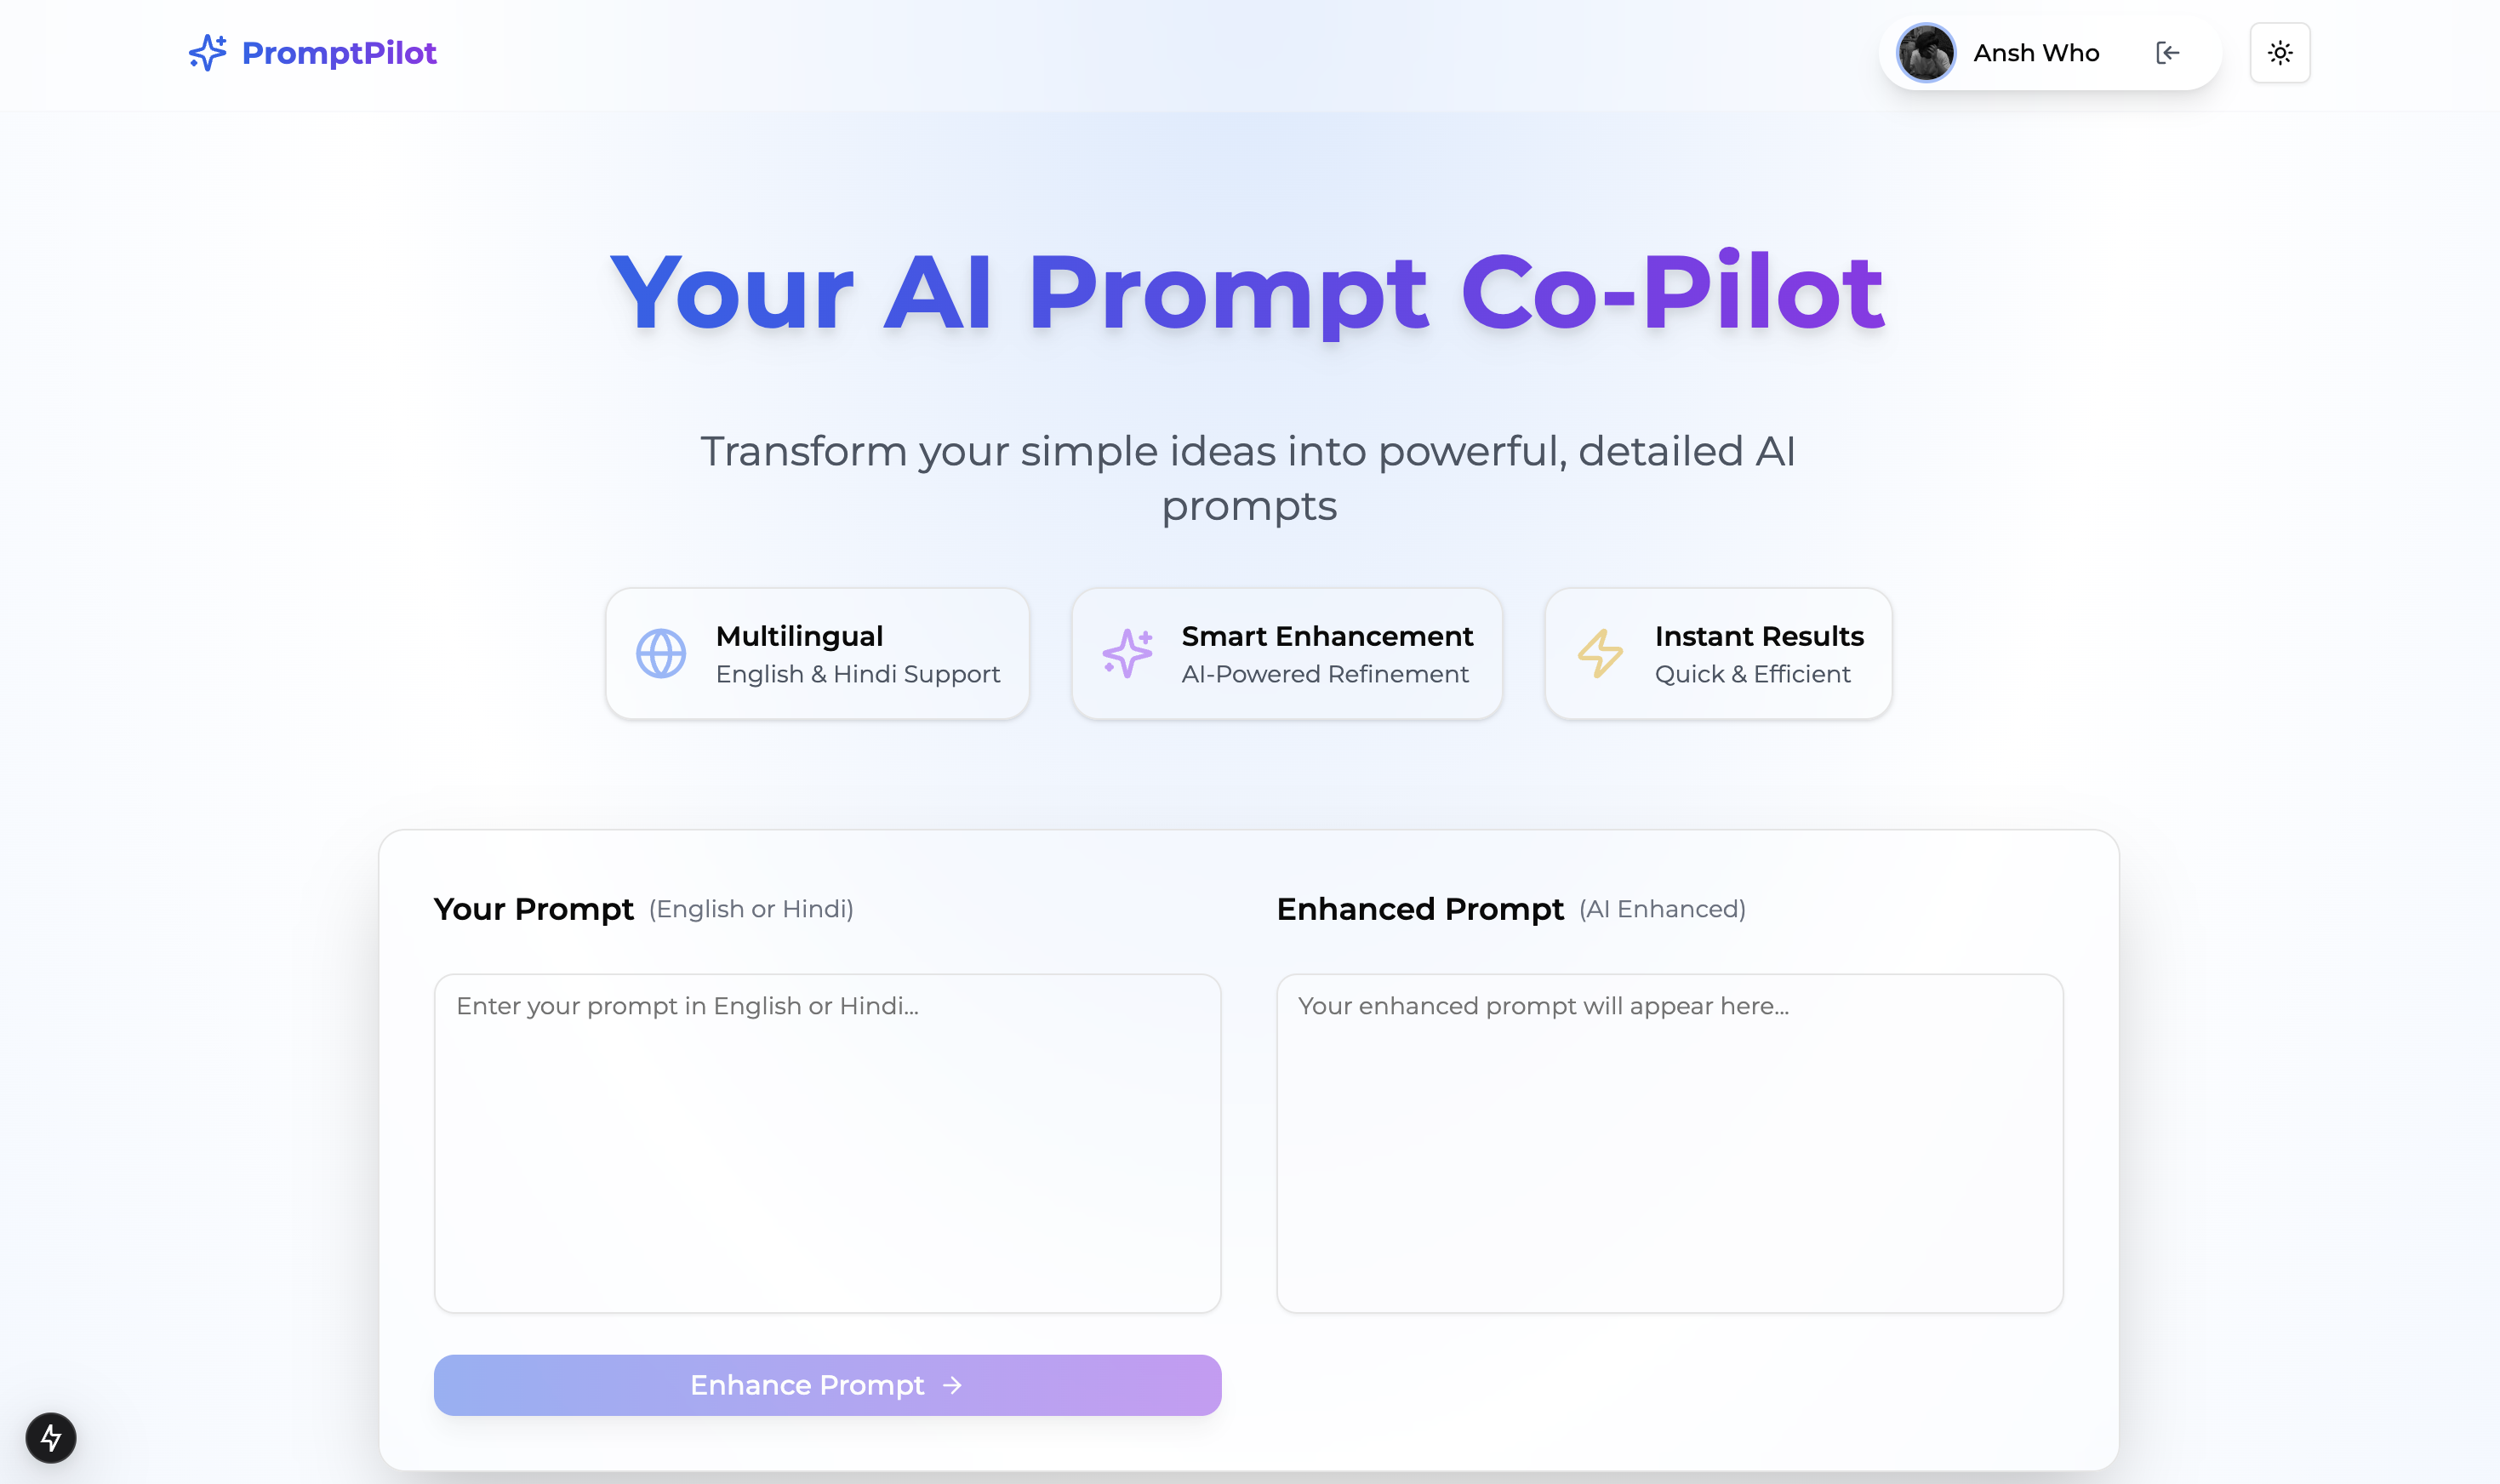 PromptPilot
Ansh Who
Your AI Prompt Co-Pilot
Transform your simple ideas into powerful, detailed AI
prompts
Multilingual
English & Hindi Support
Smart Enhancement
AI-Powered Refinement
Instant Results
Quick & Efficient
Your Prompt (English or Hindi)
Enter your prompt in English or Hindi...
Enhance Prompt
Enhanced Prompt (AI Enhanced)
Your enhanced prompt will appear here...